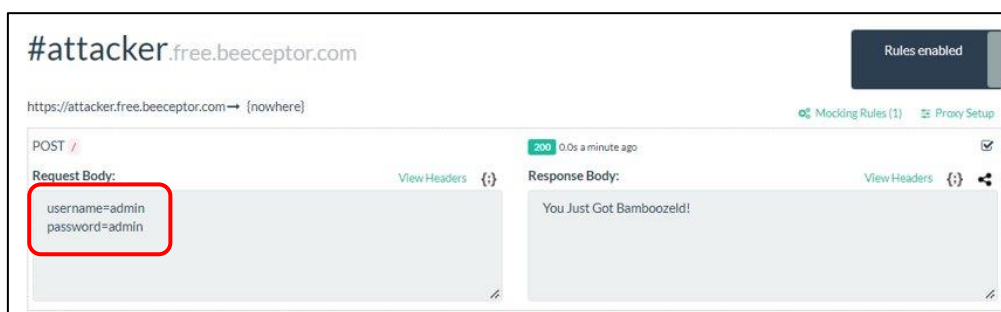 #attacker.free.beeceptor.com
Rules enabled
https://attacker.free.beeceptor.com→ {nowhere}
Mocking Rules (1) Proxy Setup
POST /
200 0.0s a minute ago
Request Body: View Headers {;}
Response Body: View Headers {;}
username=admin
password=admin
You Just Got Bamboozeld!